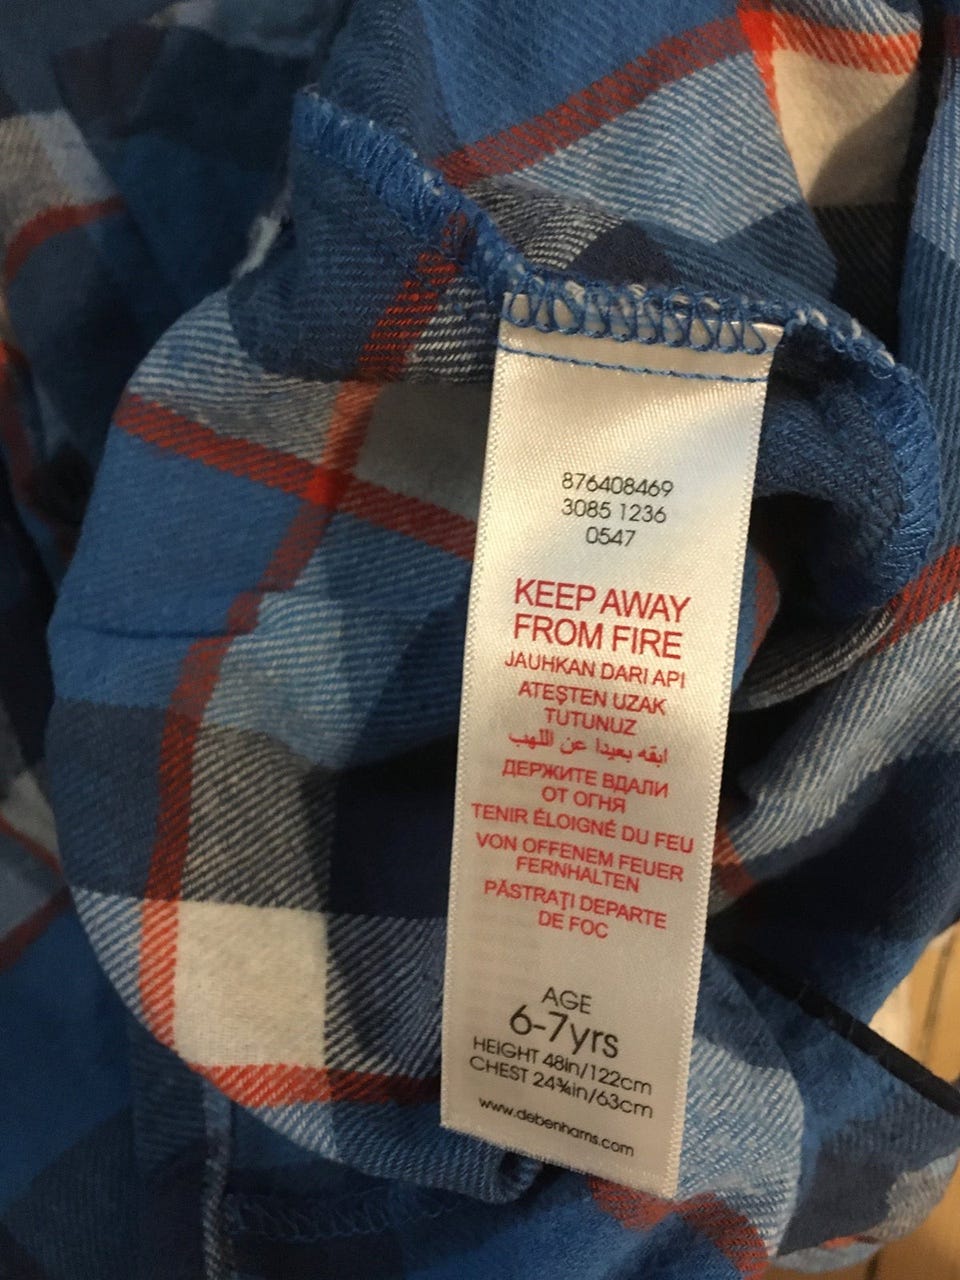 876408469
3085 1236
0547
KEEP AWAY
FROM FIRE
JAUHKAN DARI API
ATEŞTEN UZAK
TUTUNUZ
ابقه بعيدا عن اللهب
ДЕРЖИТЕ ВДАЛИ
ОТ ОГНЯ
TENIR ÉLOIGNÉ DU FEU
VON OFFENEM FEUER
FERNHALTEN
PĂSTRAŢI DEPARTE
DE FOC
AGE
6-7yrs
HEIGHT 48in/122cm
CHEST 24¾in/63cm
www.debenhams.com